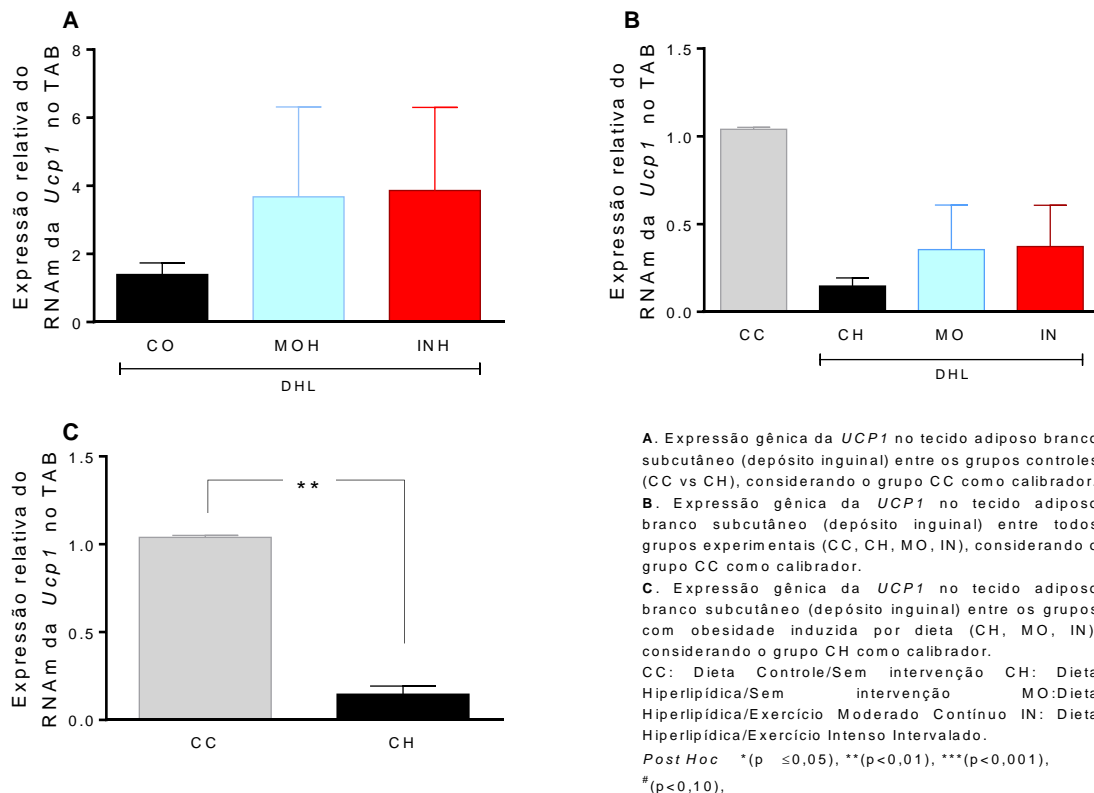 A
Expressão relativa do
RNAm da Ucp1 no TAB
8
6
4
2
0
CO MOH INH
DHL
B
Expressão relativa do
RNAm da Ucp1 no TAB
1.5
1.0
0.5
0.0
CC CH MO IN
DHL
C
Expressão relativa do
RNAm da Ucp1 no TAB
1.5
1.0
0.5
0.0
**
CC CH
A. Expressão gênica da UCP1 no tecido adiposo branco
subcutâneo (depósito inguinal) entre os grupos controles
(CC vs CH), considerando o grupo CC como calibrador.
B. Expressão gênica da UCP1 no tecido adiposo
branco subcutâneo (depósito inguinal) entre todos
grupos experimentais (CC, CH, MO, IN), considerando o
grupo CC como calibrador.
C. Expressão gênica da UCP1 no tecido adiposo
branco subcutâneo (depósito inguinal) entre os grupos
com obesidade induzida por dieta (CH, MO, IN)
considerando o grupo CH como calibrador.
CC: Dieta Controle/Sem intervenção CH: Dieta
Hiperlipídica/Sem intervenção MO:Dieta
Hiperlipídica/Exercício Moderado Contínuo IN: Dieta
Hiperlipídica/Exercício Intenso Intervalado.
Post Hoc *(p ≤0,05), **(p<0,01), ***(p<0,001),
#(p<0,10),